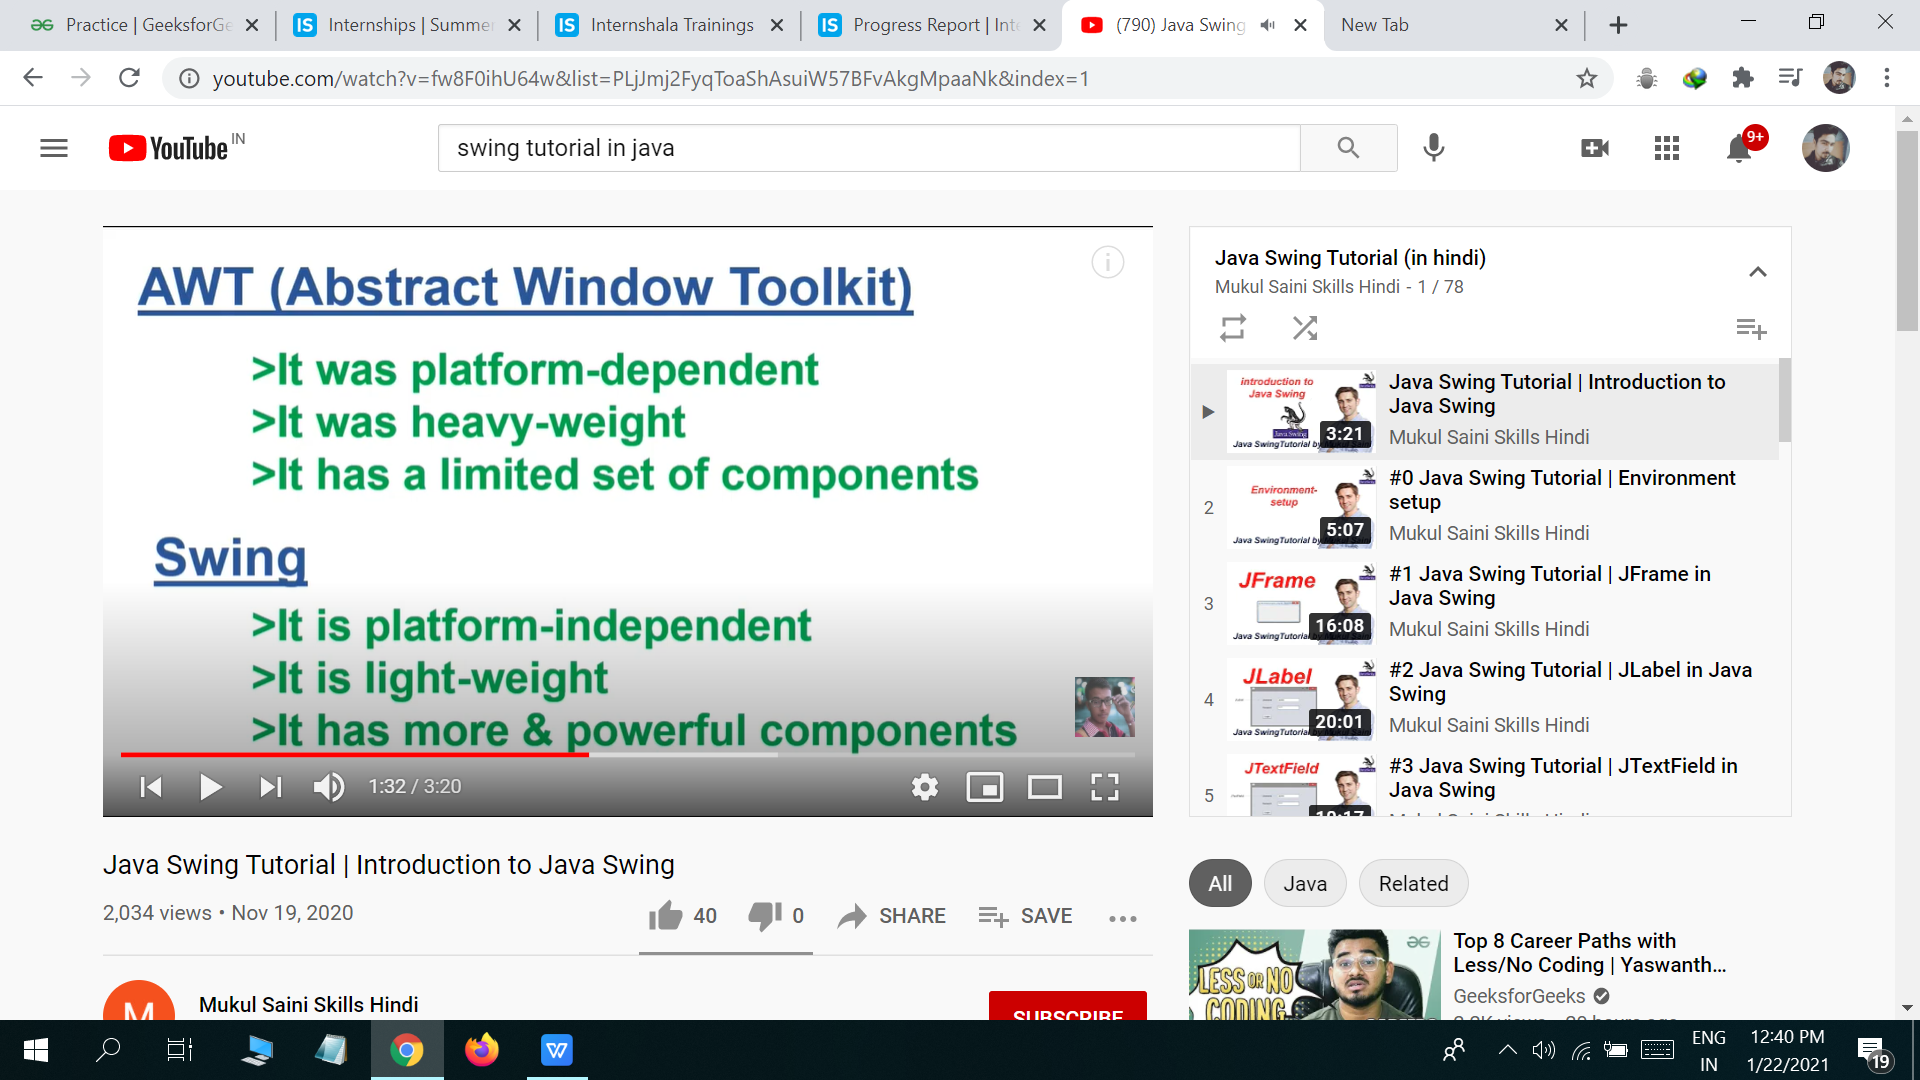 Practice | GeeksforGe
Internships | Summer
Internshala Trainings
Progress Report | Inte
(790) Java Swing
New Tab
youtube.com/watch?v=fw8F0ihU64w&list=PLjJmj2FyqToaShAsuiW57BFvAkgMpaaNk&index=1
YouTube IN
swing tutorial in java
9+
AWT (Abstract Window Toolkit)
>It was platform-dependent
>It was heavy-weight
>It has a limited set of components
Swing
>It is platform-independent
>It is light-weight
>It has more & powerful components
1:32 / 3:20
Java Swing Tutorial | Introduction to Java Swing
2,034 views • Nov 19, 2020
40
0
SHARE
SAVE
M
Mukul Saini Skills Hindi
SUBSCRIBE
Java Swing Tutorial (in hindi)
Mukul Saini Skills Hindi - 1 / 78
introduction to
Java Swing
Java Swing
Java SwingTutorial by
3:21
Java Swing Tutorial | Introduction to
Java Swing
Mukul Saini Skills Hindi
2
Environment-
setup
Java SwingTutorial by
5:07
#0 Java Swing Tutorial | Environment
setup
Mukul Saini Skills Hindi
3
JFrame
Java SwingTutorial by
16:08
#1 Java Swing Tutorial | JFrame in
Java Swing
Mukul Saini Skills Hindi
4
JLabel
Java SwingTutorial by
20:01
#2 Java Swing Tutorial | JLabel in Java
Swing
Mukul Saini Skills Hindi
5
JTextField
#3 Java Swing Tutorial | JTextField in
Java Swing
All
Java
Related
LESS OR NO
CODING
Top 8 Career Paths with
Less/No Coding | Yaswanth...
GeeksforGeeks
ENG
IN
12:40 PM
1/22/2021
19